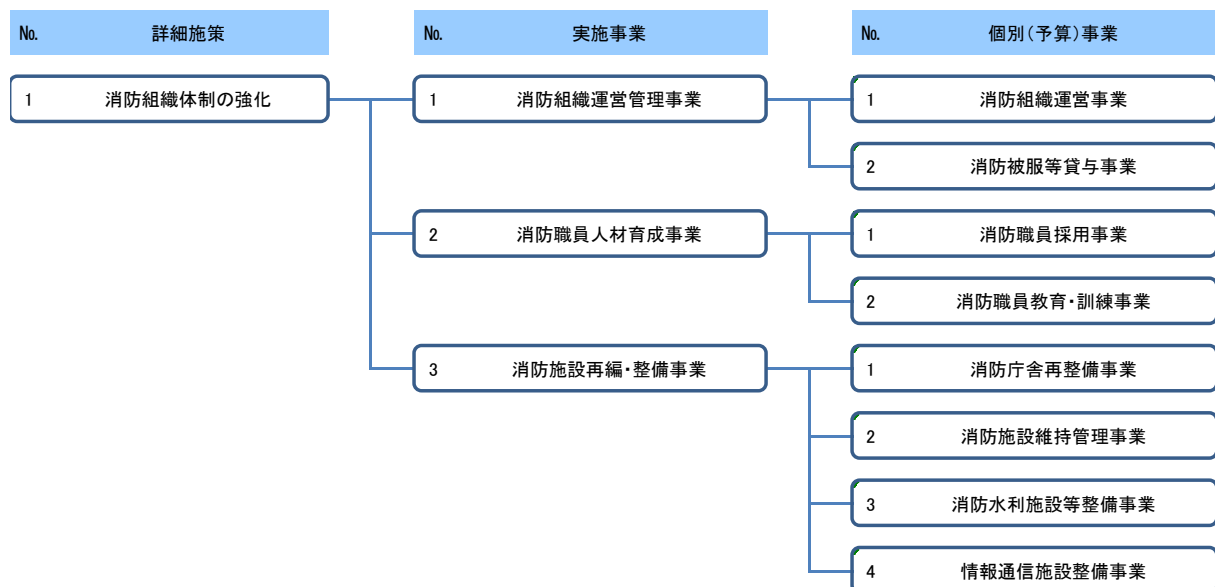 No. 詳細施策 No. 実施事業 No. 個別(予算)事業
1 消防組織体制の強化 1 消防組織運営管理事業 1 消防組織運営事業
2 消防被服等貸与事業
2 消防職員人材育成事業 1 消防職員採用事業
2 消防職員教育・訓練事業
3 消防施設再編・整備事業 1 消防庁舎再整備事業
2 消防施設維持管理事業
3 消防水利施設等整備事業
4 情報通信施設整備事業